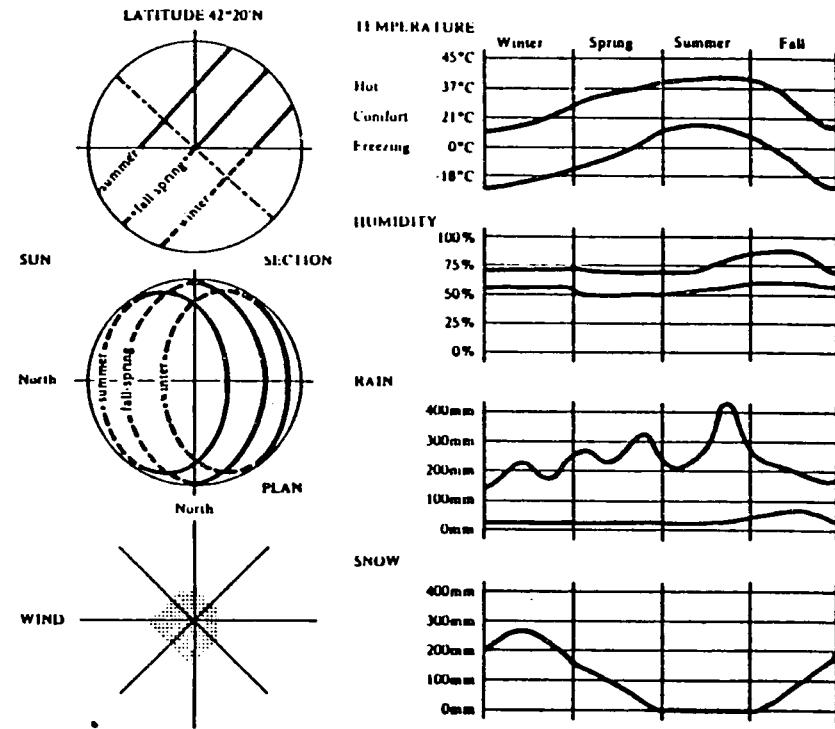 LATITUDE 42°20'N
summer
fall-spring
winter
SUN
SECTION
North
summer
fall-spring
winter
PLAN
North
WIND
TEMPERATURE
Winter Spring Summer Fall
45°C
Hot 37°C
Comfort 21°C
Freezing 0°C
-18°C
HUMIDITY
100%
75%
50%
25%
0%
RAIN
400mm
300mm
200mm
100mm
0mm
SNOW
400mm
300mm
200mm
100mm
0mm